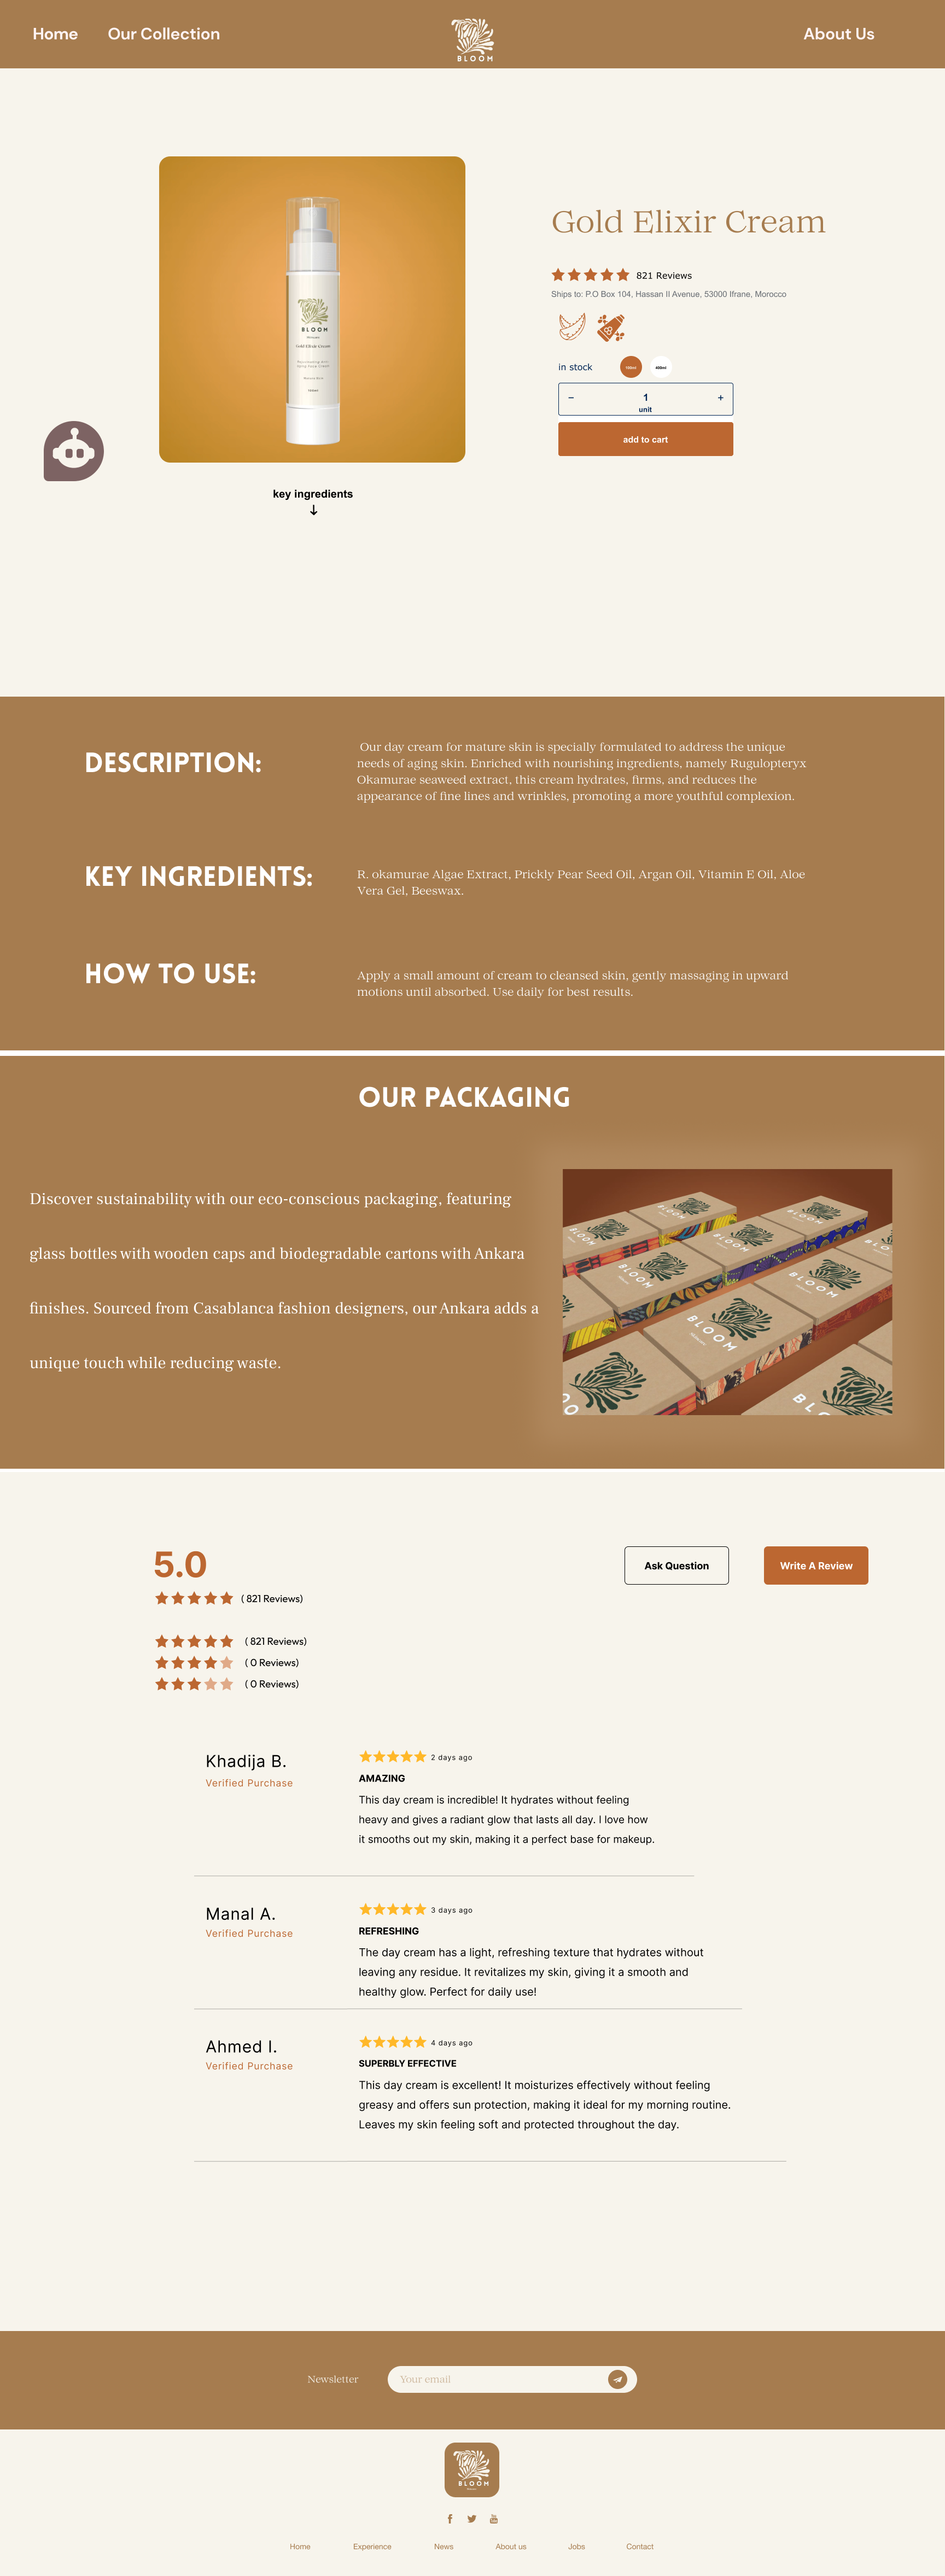 Home Our Collection
BLOOM
About Us
BLOOM
Gold Elixir Cream
Gold Elixir Cream
821 Reviews
Ships to: P.O Box 104, Hassan II Avenue, 53000 Ifrane, Morocco
in stock
− 1 +
unit
add to cart
key ingredients
DESCRIPTION:
Our day cream for mature skin is specially formulated to address the unique
needs of aging skin. Enriched with nourishing ingredients, namely Rugulopteryx
Okamurae seaweed extract, this cream hydrates, firms, and reduces the
appearance of fine lines and wrinkles, promoting a more youthful complexion.
KEY INGREDIENTS:
R. okamurae Algae Extract, Prickly Pear Seed Oil, Argan Oil, Vitamin E Oil, Aloe
Vera Gel, Beeswax.
HOW TO USE:
Apply a small amount of cream to cleansed skin, gently massaging in upward
motions until absorbed. Use daily for best results.
OUR PACKAGING
Discover sustainability with our eco-conscious packaging, featuring
glass bottles with wooden caps and biodegradable cartons with Ankara
finishes. Sourced from Casablanca fashion designers, our Ankara adds a
unique touch while reducing waste.
BLOOM
BLOOM
BLOOM
BLOOM
BLOOM
BLOOM
5.0
( 821 Reviews)
( 821 Reviews)
( 0 Reviews)
( 0 Reviews)
Ask Question
Write A Review
Khadija B.
Verified Purchase
2 days ago
AMAZING
This day cream is incredible! It hydrates without feeling
heavy and gives a radiant glow that lasts all day. I love how
it smooths out my skin, making it a perfect base for makeup.
Manal A.
Verified Purchase
3 days ago
REFRESHING
The day cream has a light, refreshing texture that hydrates without
leaving any residue. It revitalizes my skin, giving it a smooth and
healthy glow. Perfect for daily use!
Ahmed I.
Verified Purchase
4 days ago
SUPERBLY EFFECTIVE
This day cream is excellent! It moisturizes effectively without feeling
greasy and offers sun protection, making it ideal for my morning routine.
Leaves my skin feeling soft and protected throughout the day.
Newsletter
Your email
BLOOM
Home Experience News About us Jobs Contact